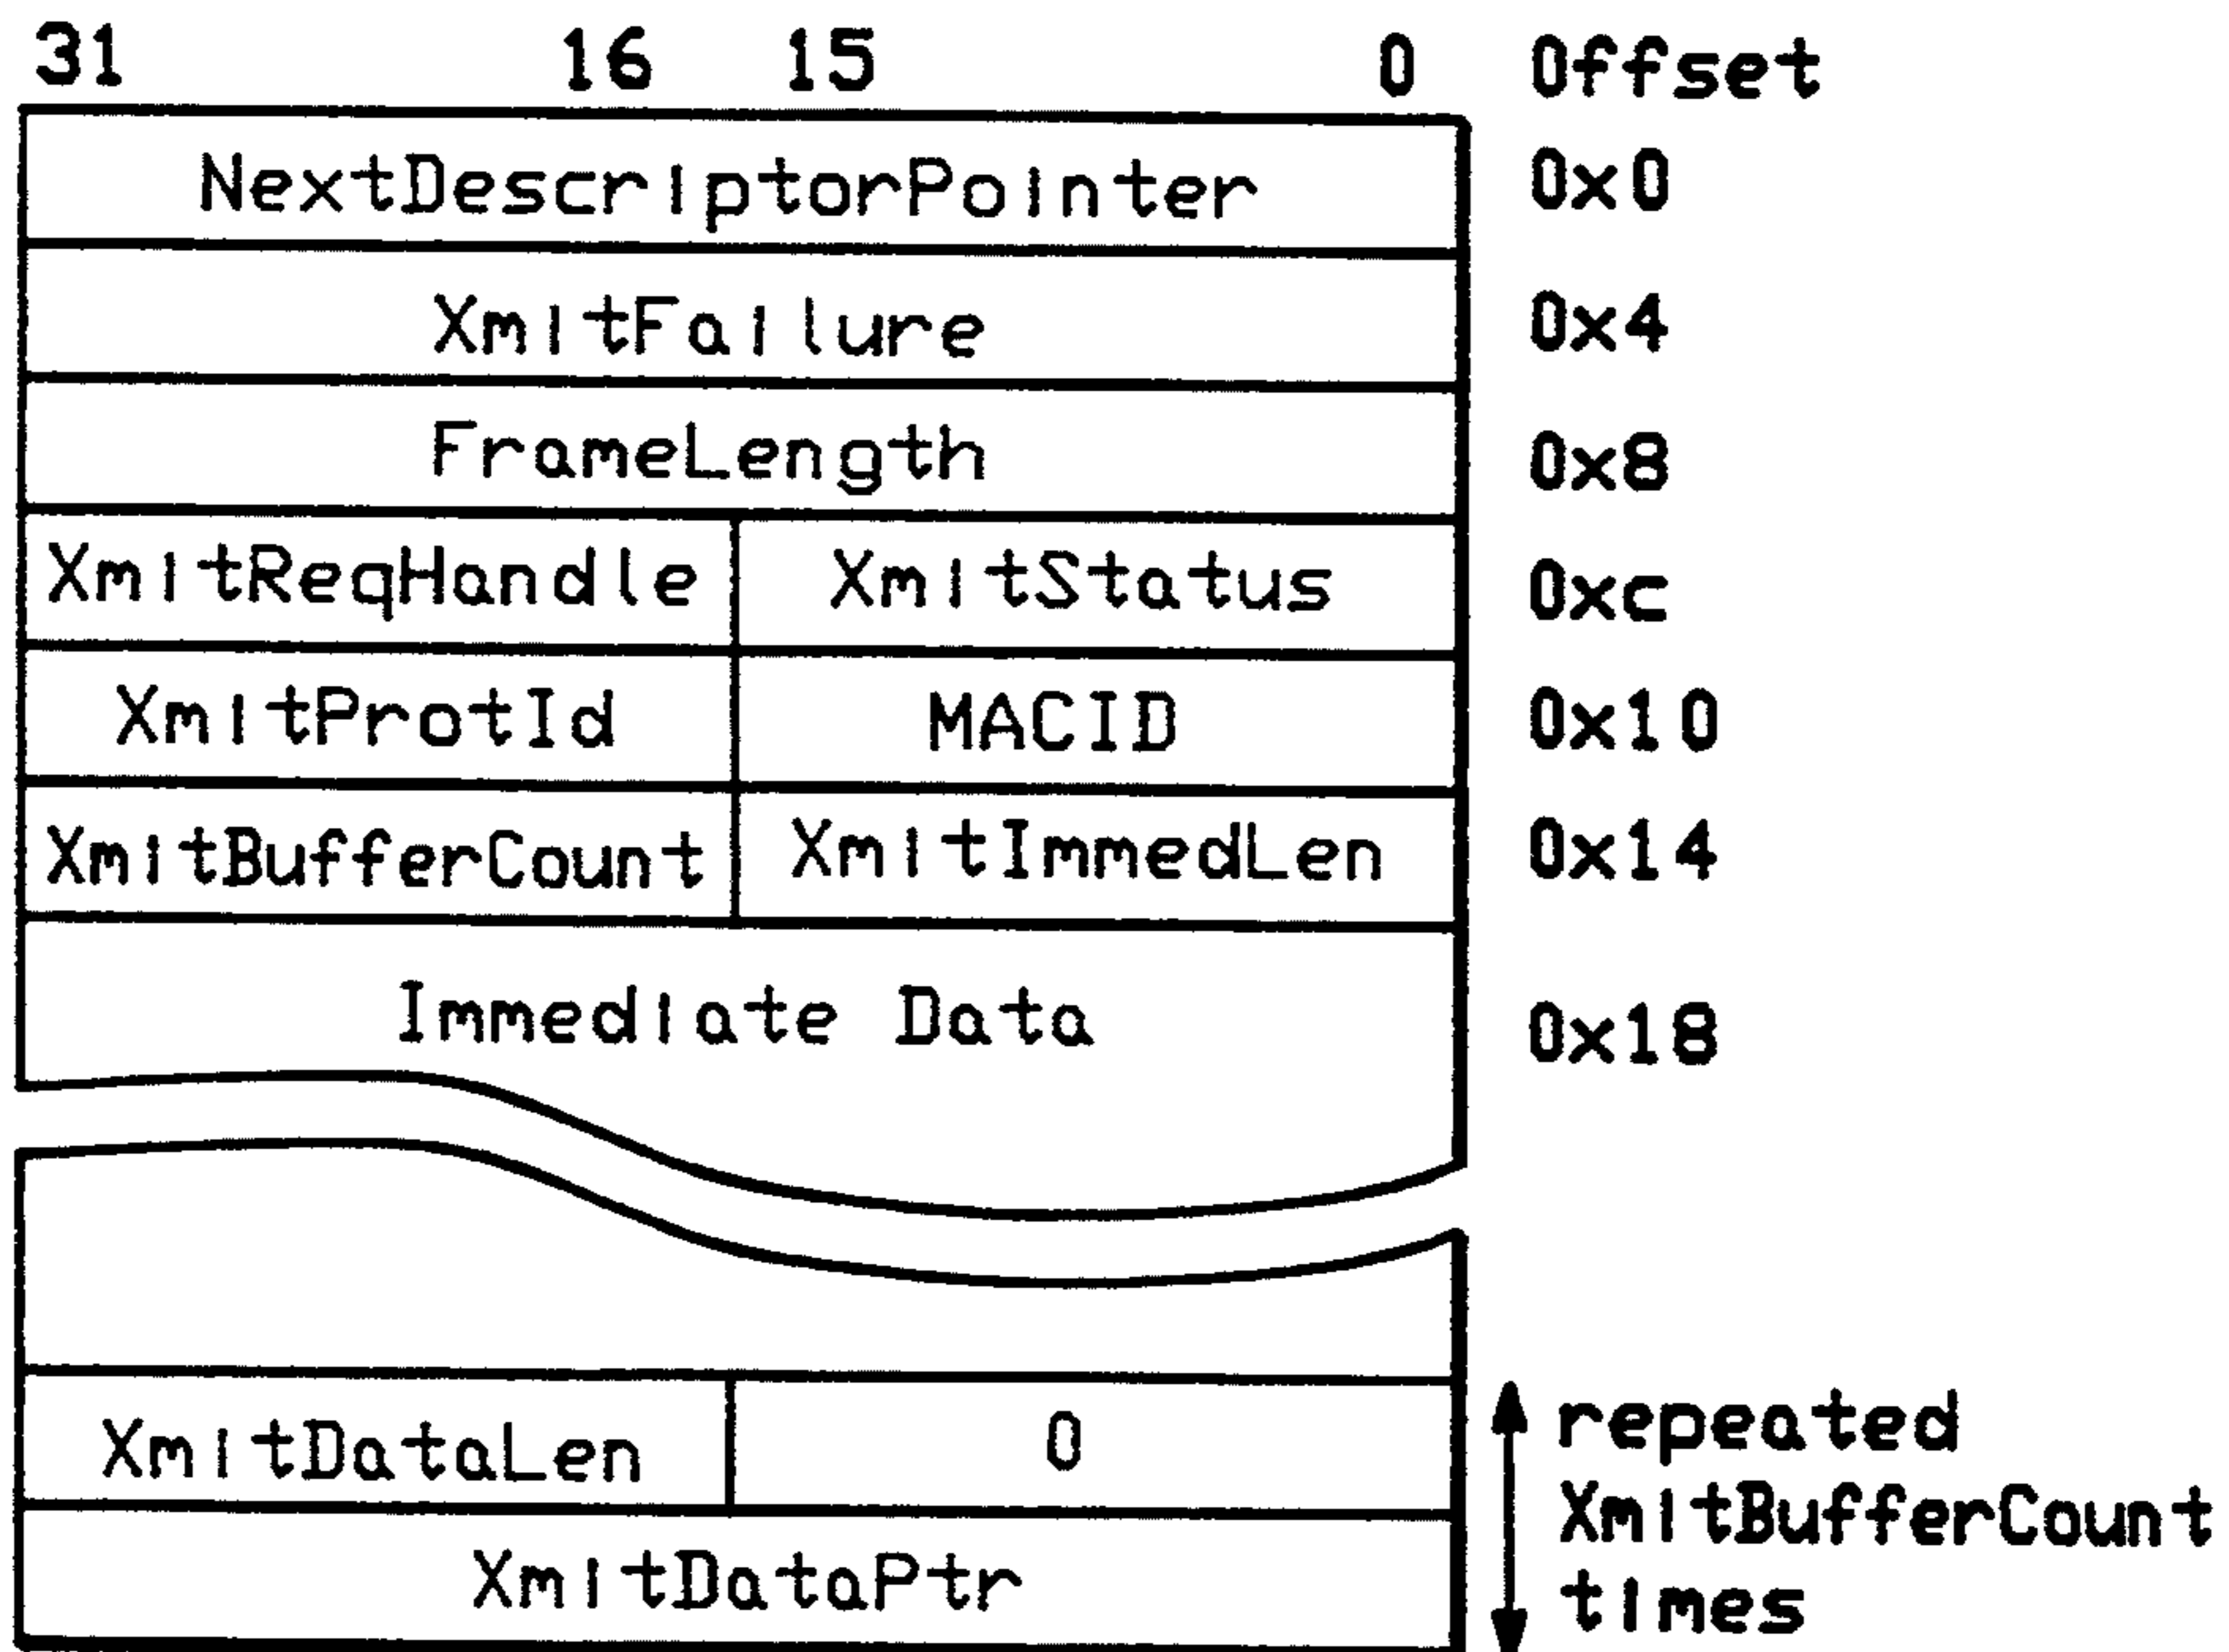 31 16 15 0 Offset
NextDescriptorPointer 0x0
XmitFailure 0x4
FrameLength 0x8
XmitReqHandle XmitStatus 0xc
XmitProtId MACID 0x10
XmitBufferCount XmitImmedLen 0x14
Immediate Data 0x18
XmitDataLen 0
XmitDataPtr
repeated
XmitBufferCount
times